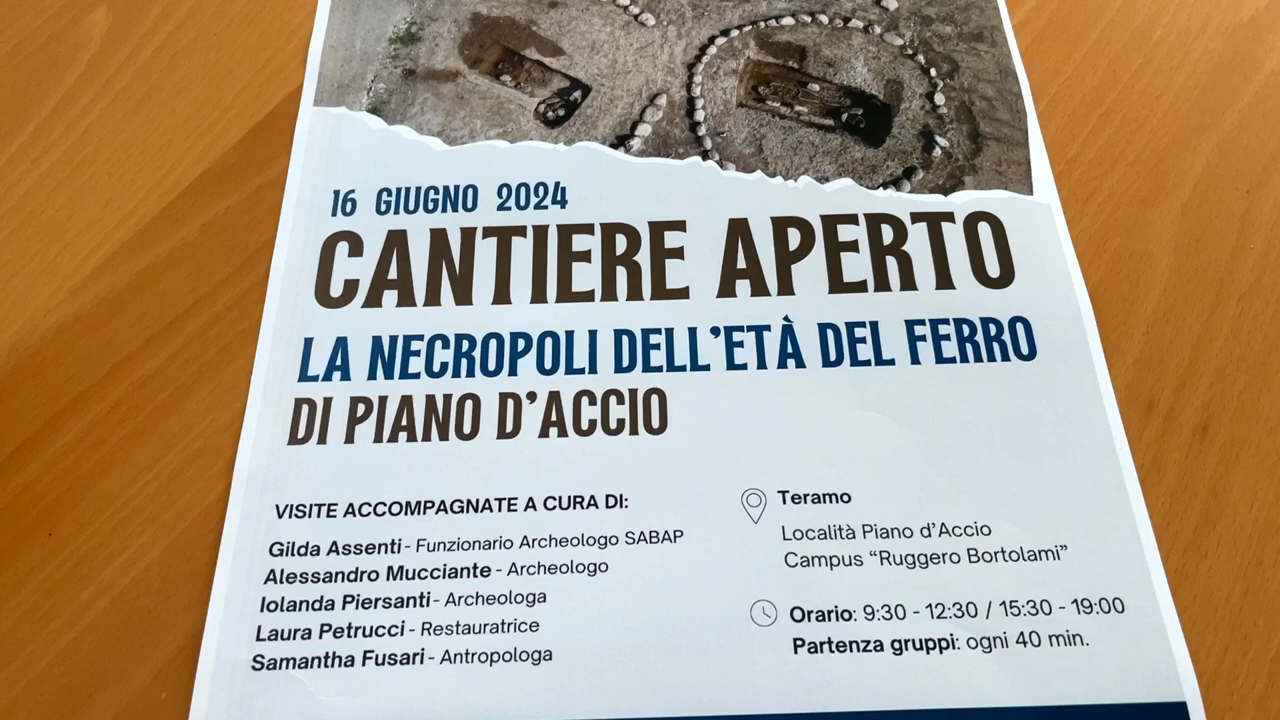 16 GIUGNO 2024
CANTIERE APERTO
LA NECROPOLI DELL'ETÀ DEL FERRO
DI PIANO D'ACCIO
VISITE ACCOMPAGNATE A CURA DI:
Gilda Assenti - Funzionario Archeologo SABAP
Alessandro Mucciante - Archeologo
Iolanda Piersanti - Archeologa
Laura Petrucci - Restauratrice
Samantha Fusari - Antropologa
Teramo
Località Piano d'Accio
Campus “Ruggero Bortolami”
Orario: 9:30 - 12:30 / 15:30 - 19:00
Partenza gruppi: ogni 40 min.